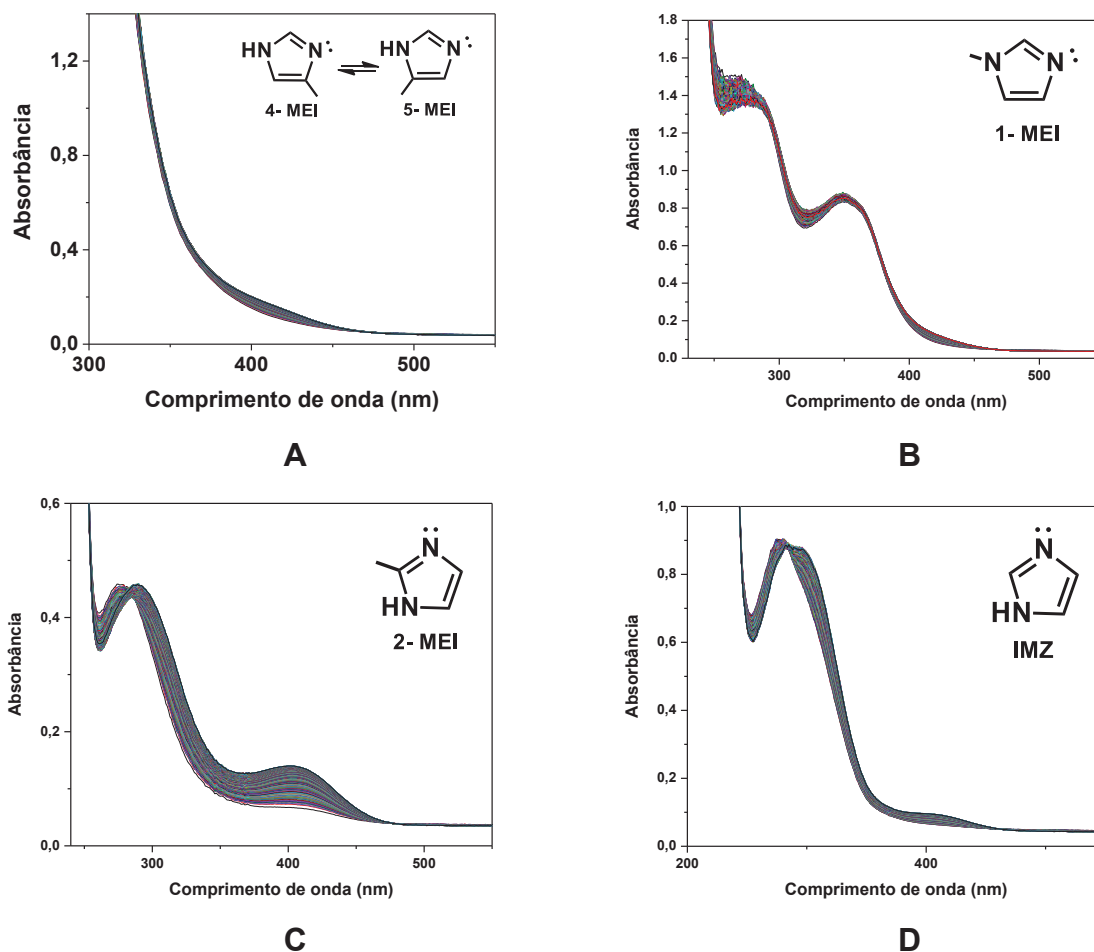 1,2
0,8
0,4
0,0
300
400
500
Absorbância
Comprimento de onda (nm)
HN
N:
HN
N:
4- MEI
5- MEI
A
1.8
1.6
1.4
1.2
1.0
0.8
0.6
0.4
0.2
0.0
300
400
500
Absorbância
Comprimento de onda (nm)
N
N:
1- MEI
B
0,6
0,4
0,2
0,0
300
400
500
Absorbância
Comprimento de onda (nm)
N
HN
2- MEI
C
1,0
0,8
0,6
0,4
0,2
0,0
200
400
Absorbância
Comprimento de onda (nm)
N
HN
IMZ
D